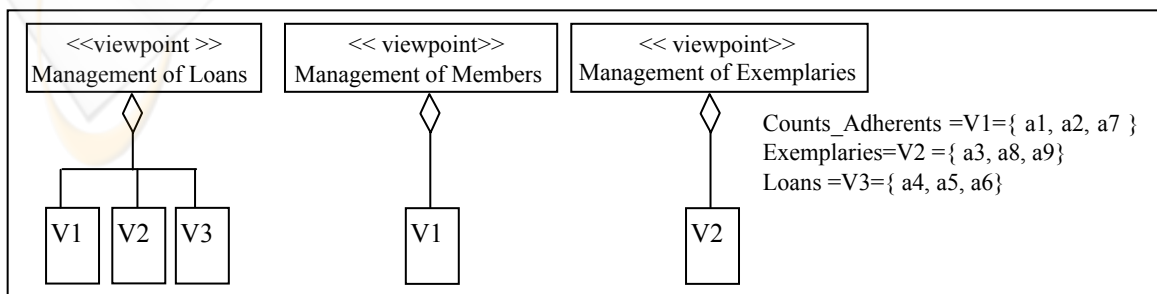 <<viewpoint >>
Management of Loans
<< viewpoint>>
Management of Members
<< viewpoint>>
Management of Exemplaries
Counts_Adherents =V1={ a1, a2, a7 }
Exemplaries=V2 ={ a3, a8, a9}
Loans =V3={ a4, a5, a6}
V1
V2
V3
V1
V2